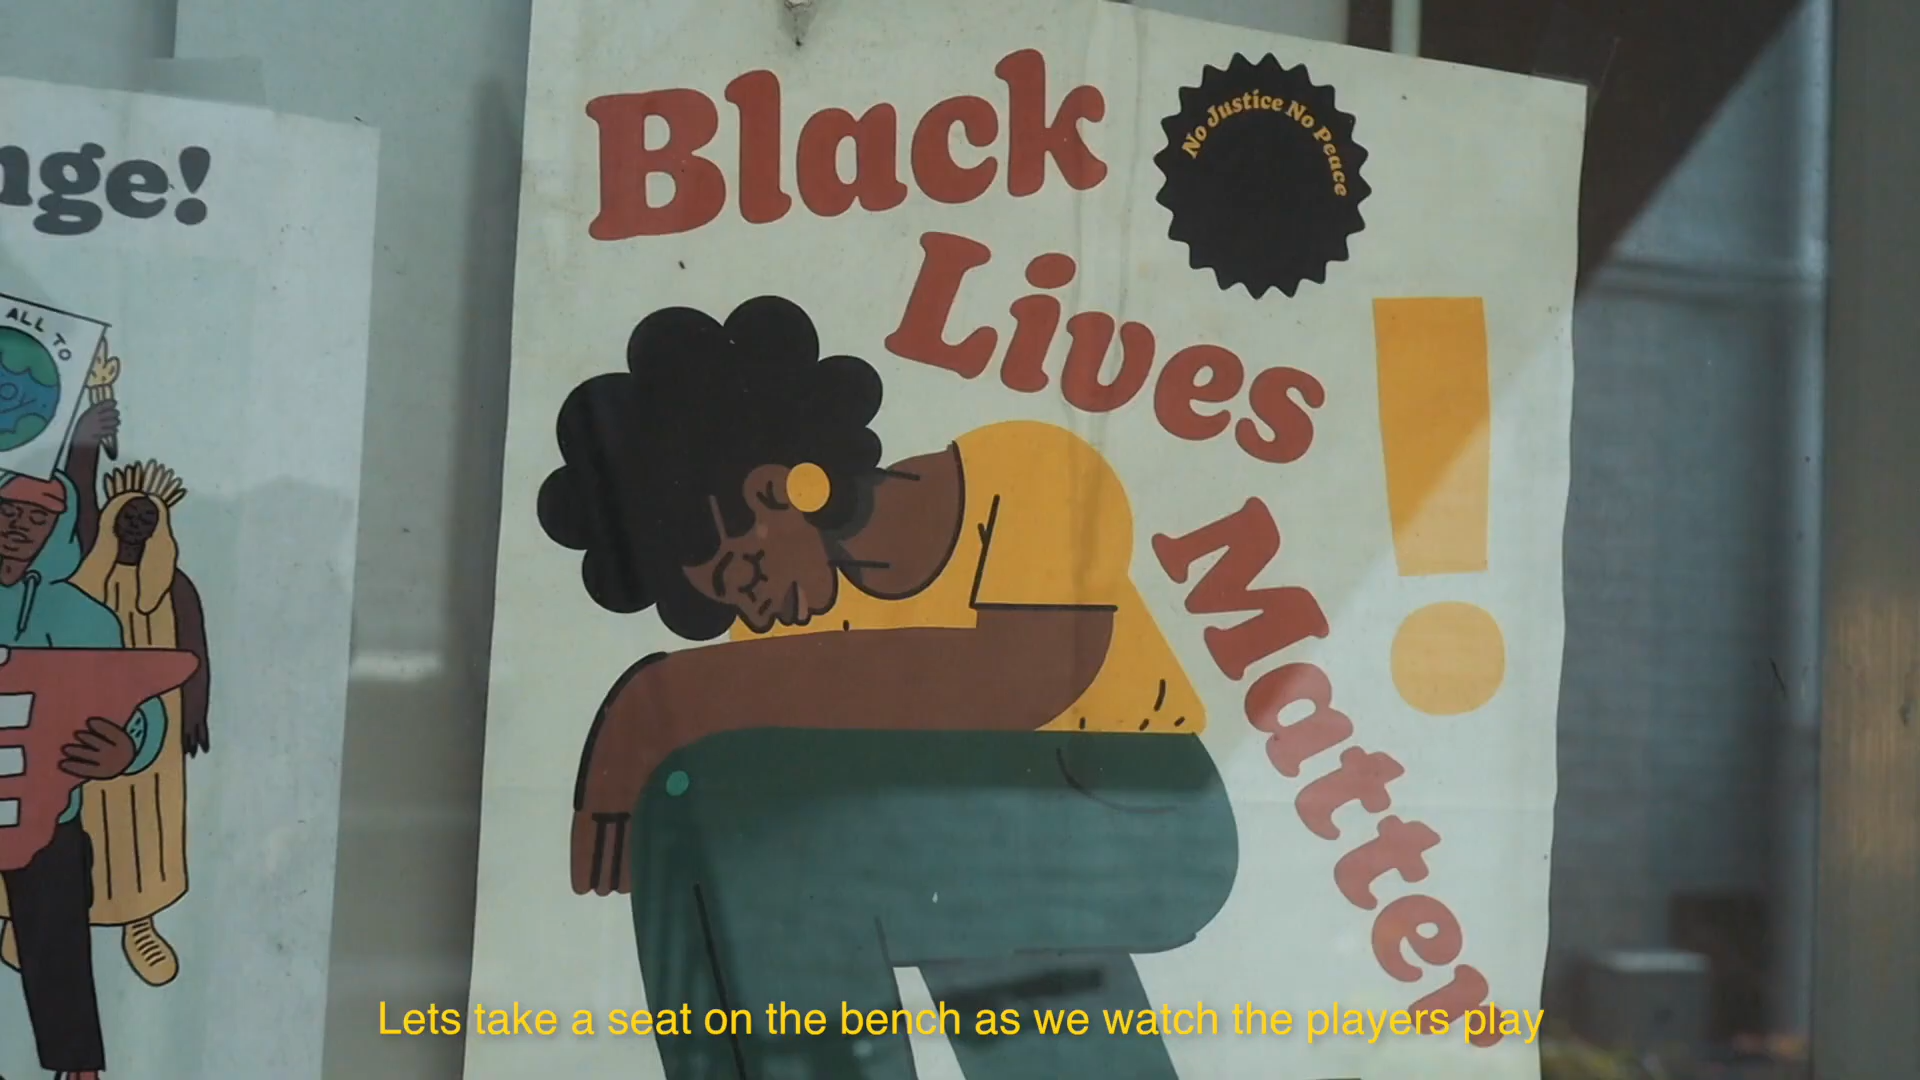 nge!
ALL TO
Black
Lives
Matter
!
No Justice No Peace
Lets take a seat on the bench as we watch the players play